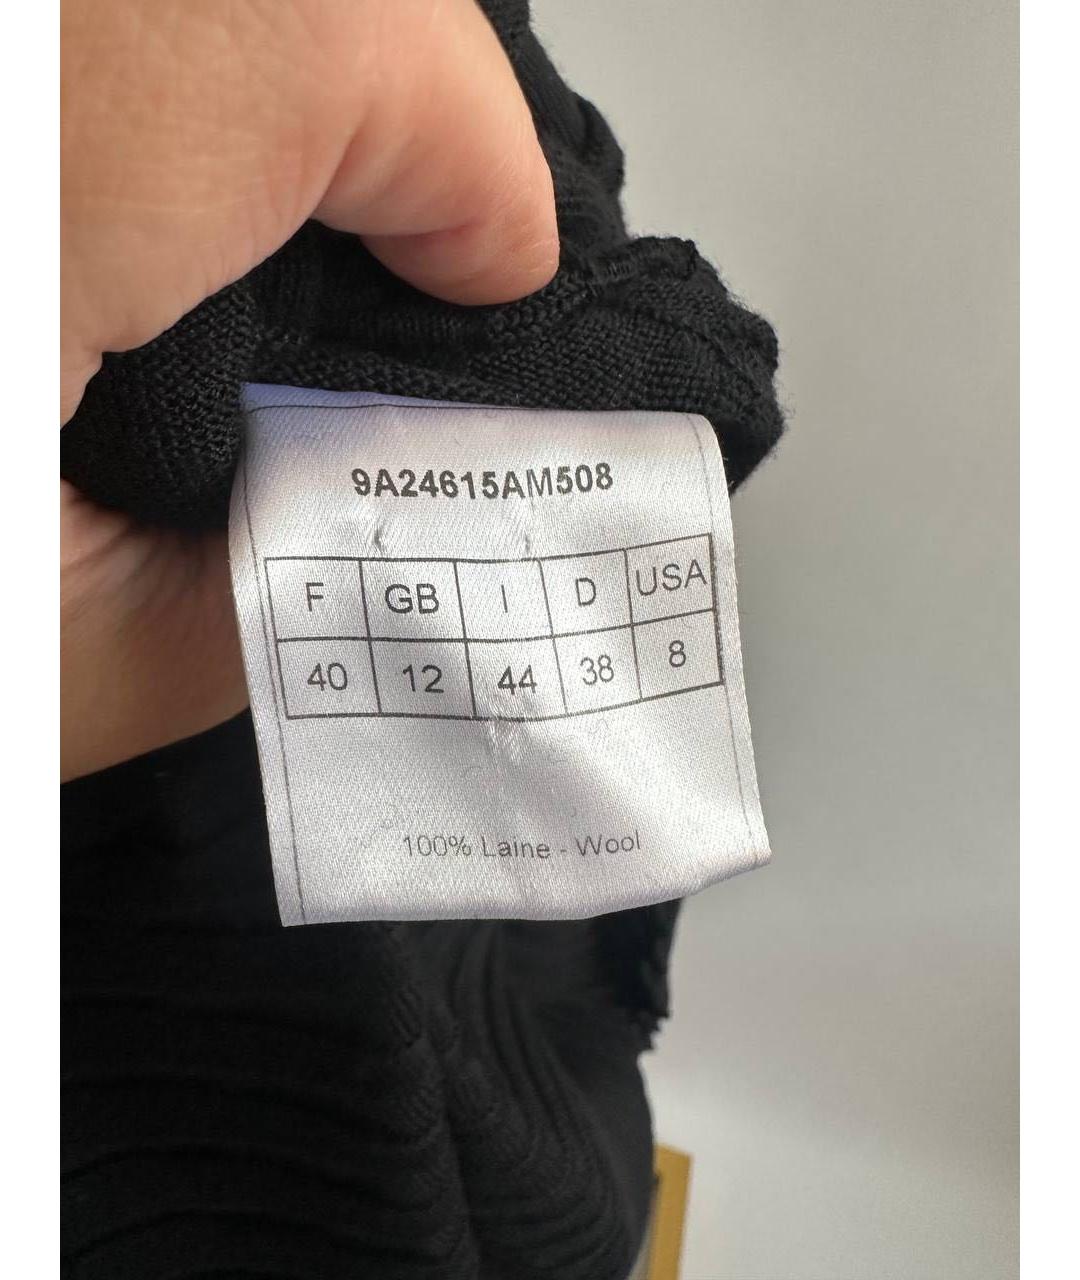 9A24615AM508
F GB I D USA
40 12 44 38 8
100% Laine - Wool